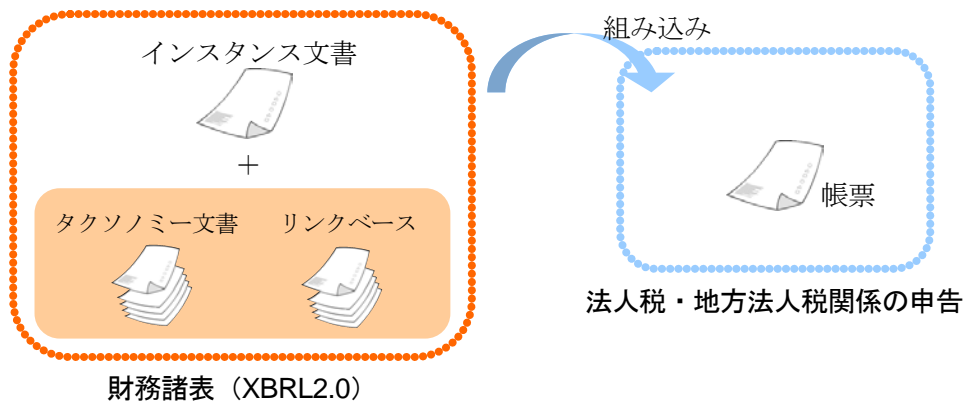 インスタンス文書
+
タクソノミー文書
リンクベース
財務諸表（XBRL2.0）
組み込み
帳票
法人税・地方法人税関係の申告